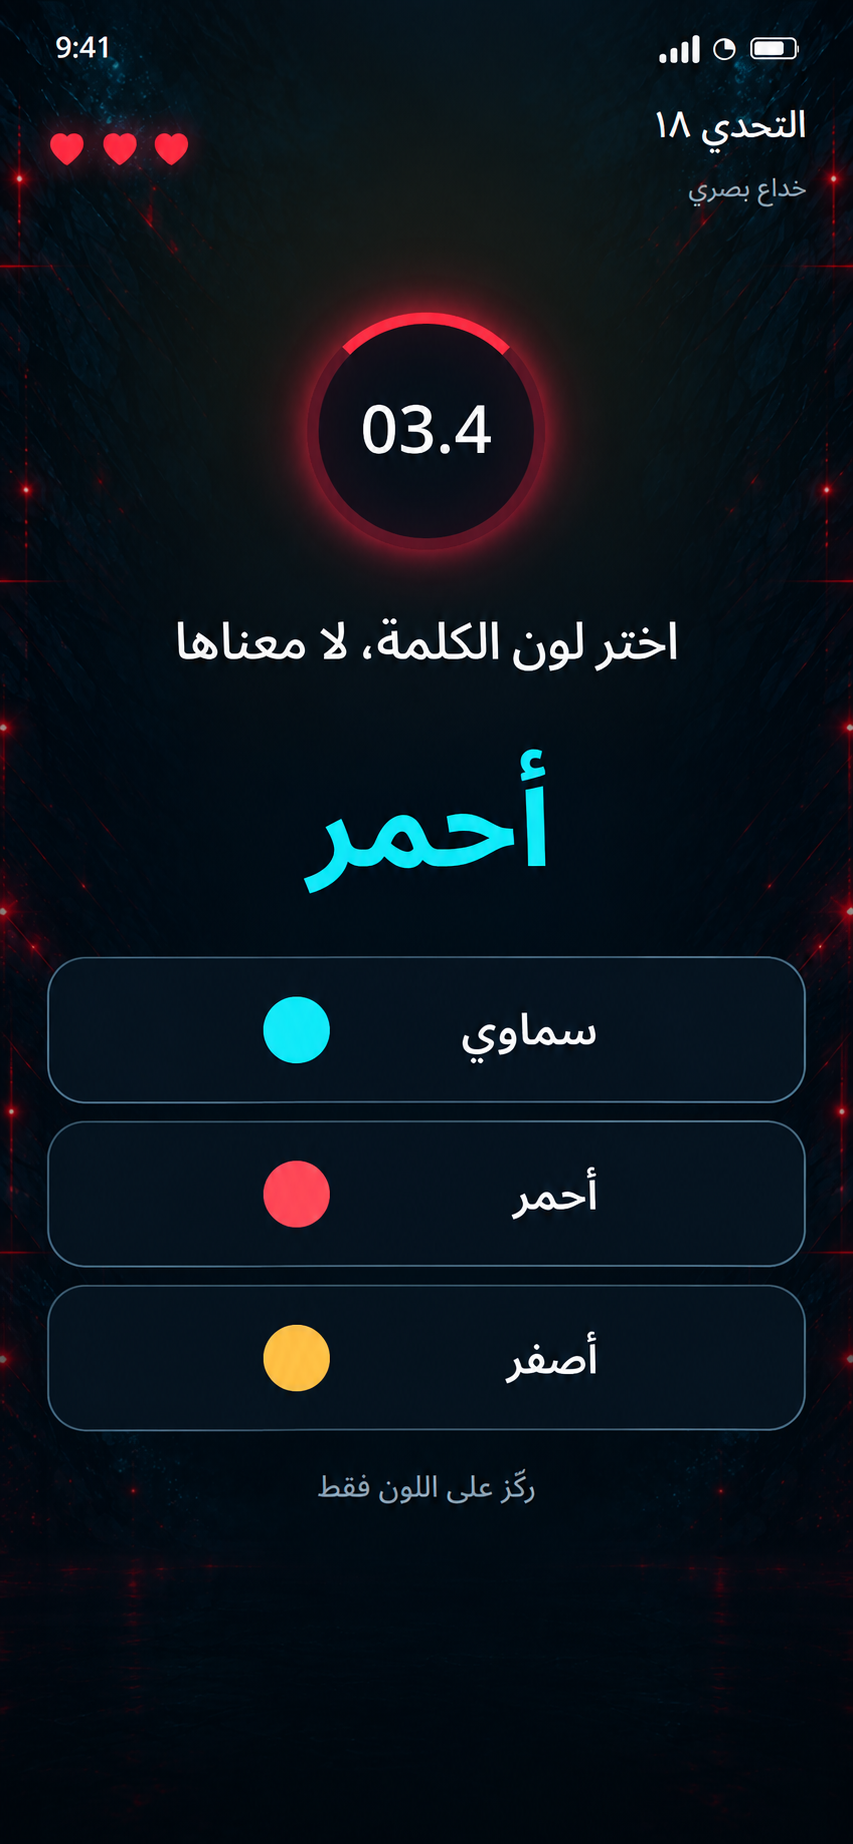 9:41
التحدي ١٨
خداع بصري
03.4
اختر لون الكلمة، لا معناها
أحمر
سماوي
أحمر
أصفر
ركّز على اللون فقط